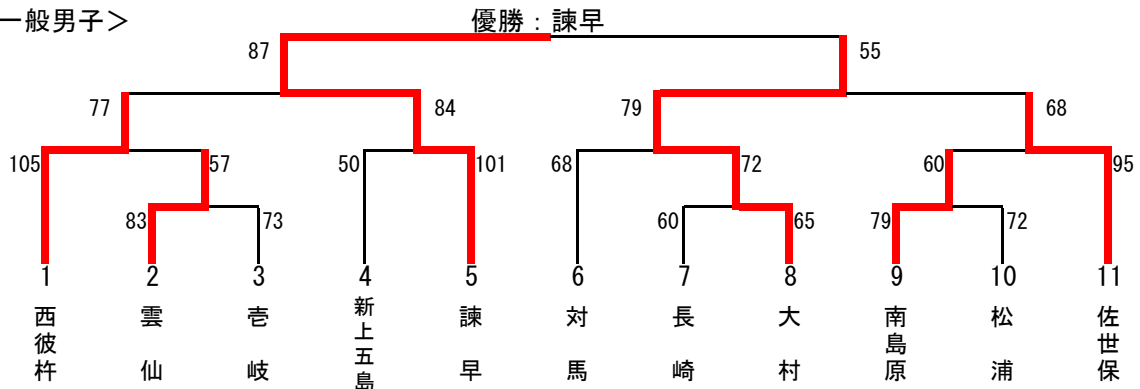 一般男子＞
優勝：諫早
87
55
77
84
79
68
105
57
50
101
68
72
60
95
83
73
60
65
79
72
1
2
3
4
5
6
7
8
9
10
11
西彼杵
雲仙
壱岐
新上五島
諫早
対馬
長崎
大村
南島原
松浦
佐世保